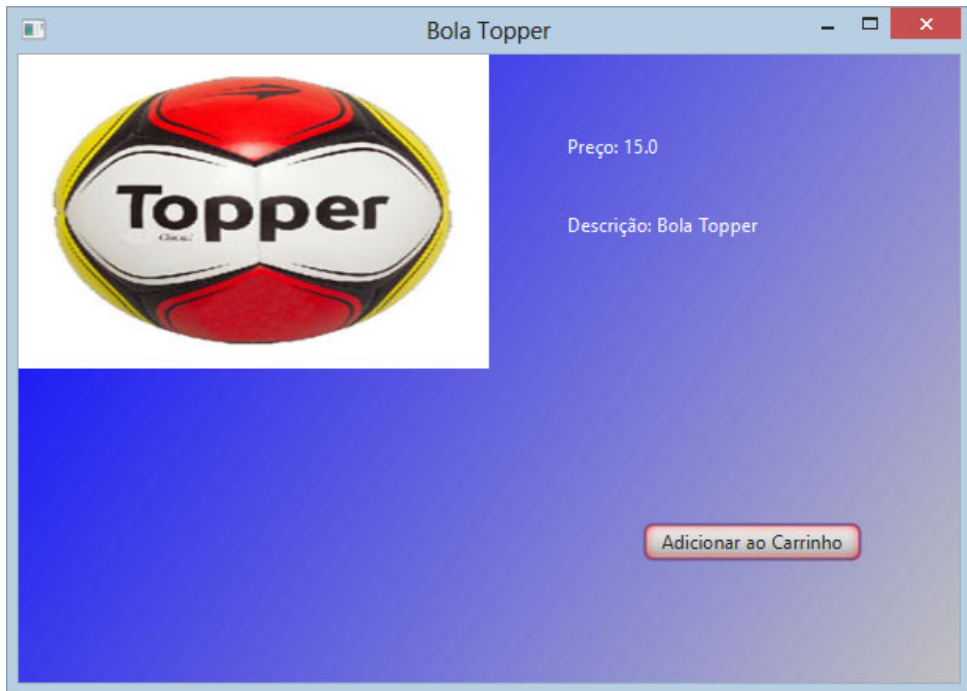 Bola Topper
Topper
Preço: 15.0
Descrição: Bola Topper
Adicionar ao Carrinho